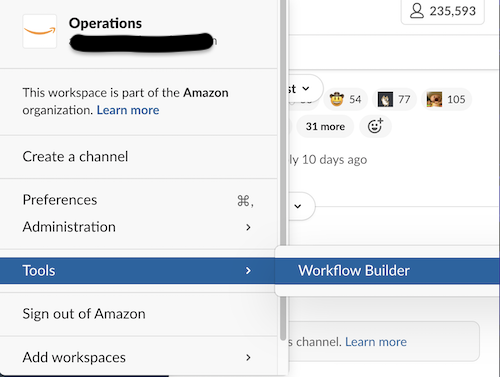 Operations
This workspace is part of the Amazon
organization. Learn more
Create a channel
Preferences ⌘,
Administration
Tools
Workflow Builder
Sign out of Amazon
Add workspaces
235,593
st
54 77 105
31 more
ly 10 days ago
s channel. Learn more